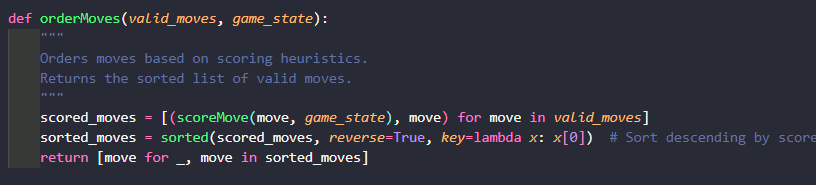 def orderMoves(valid_moves, game_state):
    """
    Orders moves based on scoring heuristics.
    Returns the sorted list of valid moves.
    """
    scored_moves = [(scoreMove(move, game_state), move) for move in valid_moves]
    sorted_moves = sorted(scored_moves, reverse=True, key=lambda x: x[0])  # Sort descending by score
    return [move for _, move in sorted_moves]